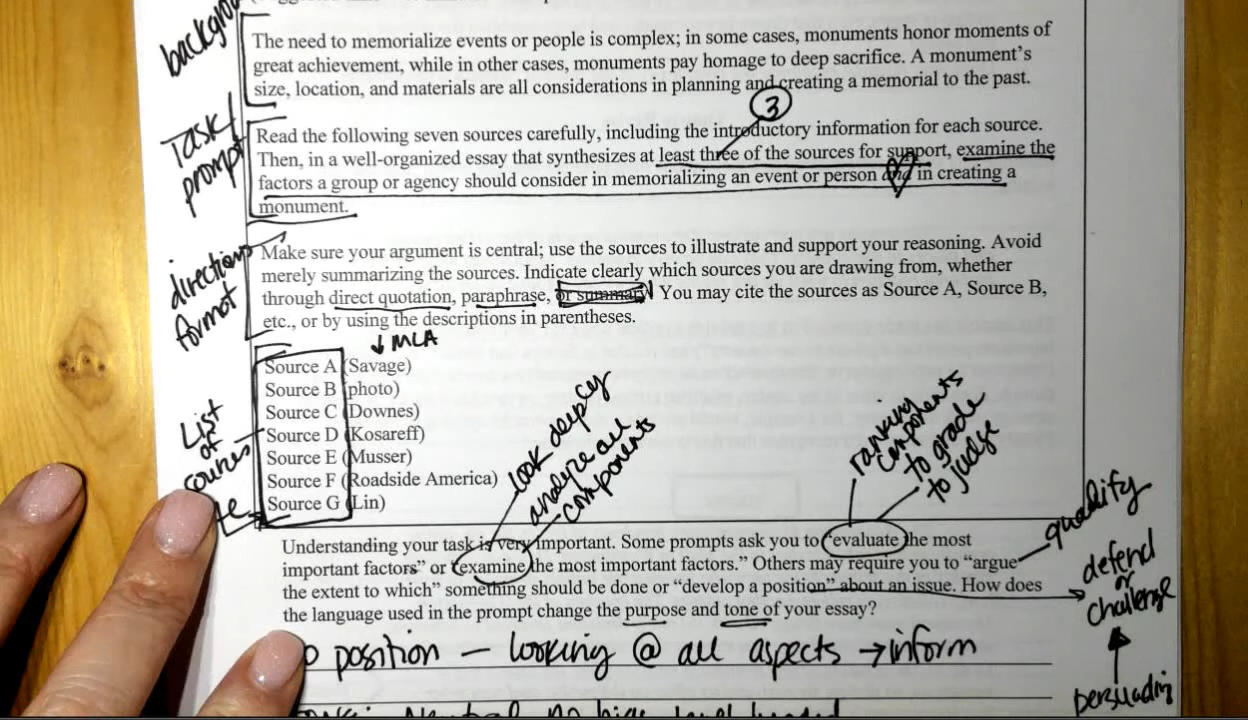 backgro
The need to memorialize events or people is complex; in some cases, monuments honor moments of
great achievement, while in other cases, monuments pay homage to deep sacrifice. A monument's
size, location, and materials are all considerations in planning and creating a memorial to the past.
3
Task/
prompt
Read the following seven sources carefully, including the introductory information for each source.
Then, in a well-organized essay that synthesizes at least three of the sources for support, examine the
factors a group or agency should consider in memorializing an event or person and in creating a
monument.
directions
format
Make sure your argument is central; use the sources to illustrate and support your reasoning. Avoid
merely summarizing the sources. Indicate clearly which sources you are drawing from, whether
through direct quotation, paraphrase, or summary. You may cite the sources as Source A, Source B,
etc., or by using the descriptions in parentheses.
↓ MLA
List
of
sources
Source A (Savage)
Source B (photo)
Source C (Downes)
Source D (Kosareff)
Source E (Musser)
Source F (Roadside America)
Source G (Lin)
look deeply
analyze all
components
ranking
components
to grade
to judge
Understanding your task is very important. Some prompts ask you to "evaluate the most
important factors" or "examine the most important factors." Others may require you to "argue
the extent to which" something should be done or "develop a position" about an issue. How does
the language used in the prompt change the purpose and tone of your essay?
qualify
defend
or
challenge
persuadin
position - looking @ all aspects → inform